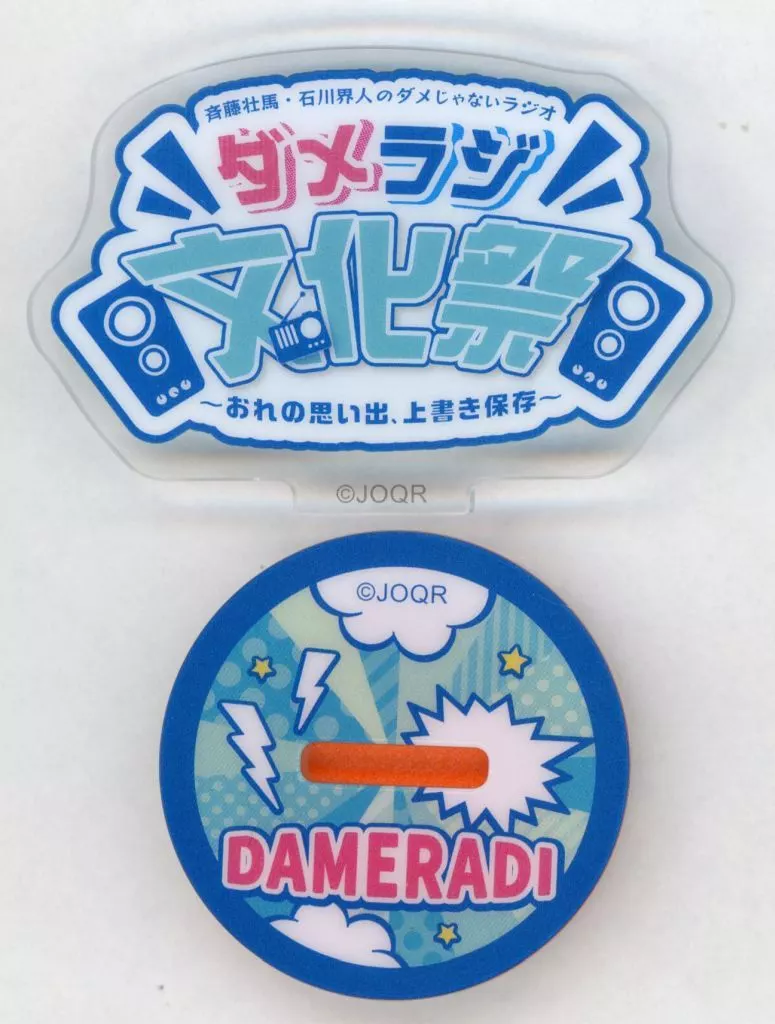 斉藤壮馬・石川界人のダメじゃないラジオ
ダメラジ
文化祭
～おれの思い出、上書き保存～
©JOQR
©JOQR
DAMERADI